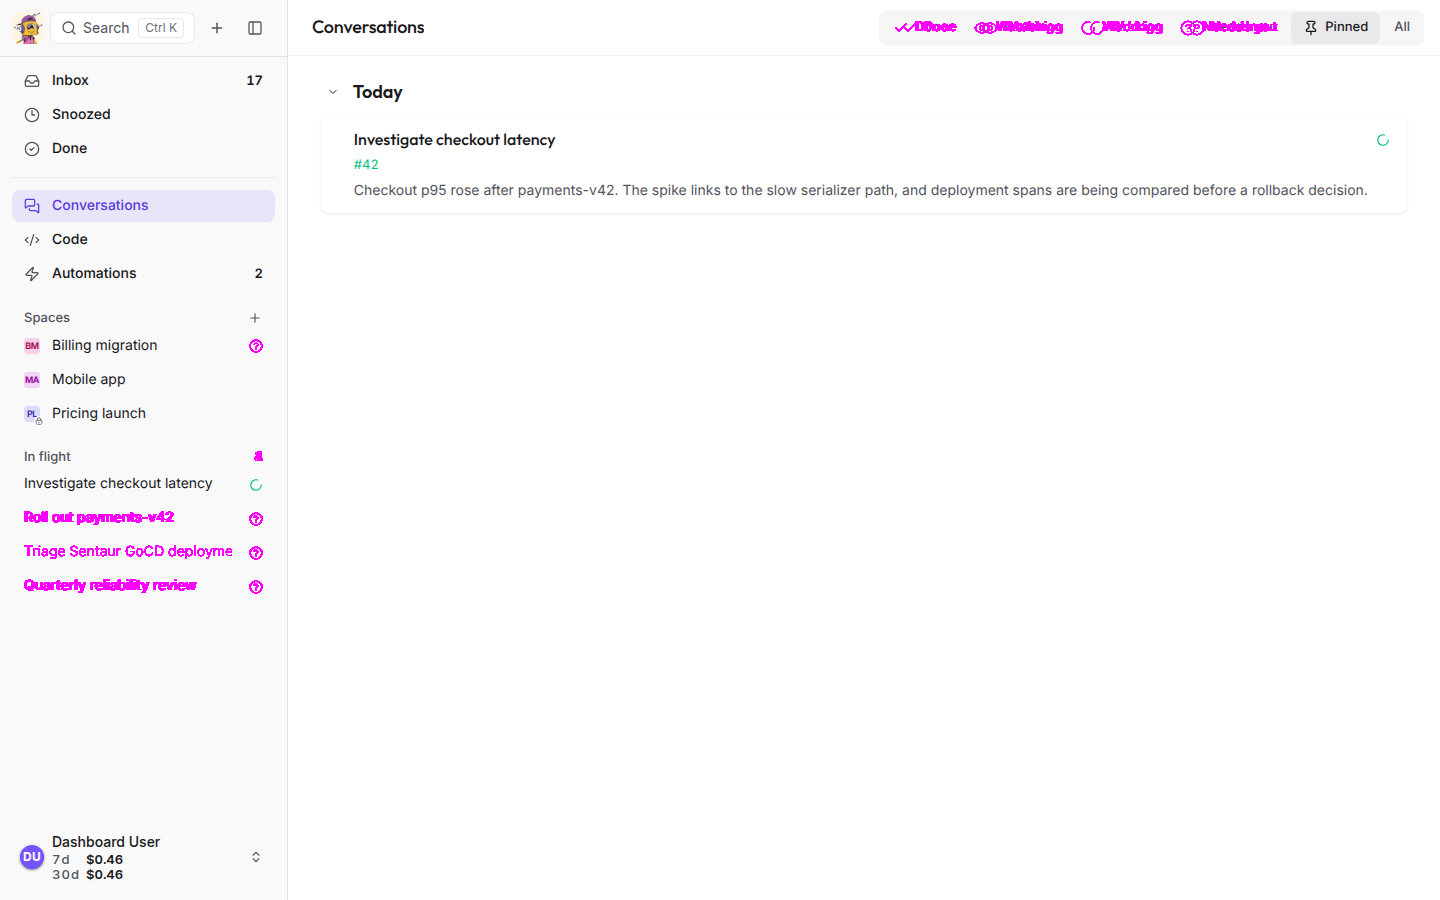 Search Ctrl K
Inbox 17
Snoozed
Done
Conversations
Code
Automations 2
Spaces
BM Billing migration
MA Mobile app
PL Pricing launch
In flight
Investigate checkout latency
Roll out payments-v42
Triage Sentaur GoCD deployme
Quarterly reliability review
DU Dashboard User
7d $0.46
30d $0.46
Conversations
Pinned All
Today
Investigate checkout latency
#42
Checkout p95 rose after payments-v42. The spike links to the slow serializer path, and deployment spans are being compared before a rollback decision.